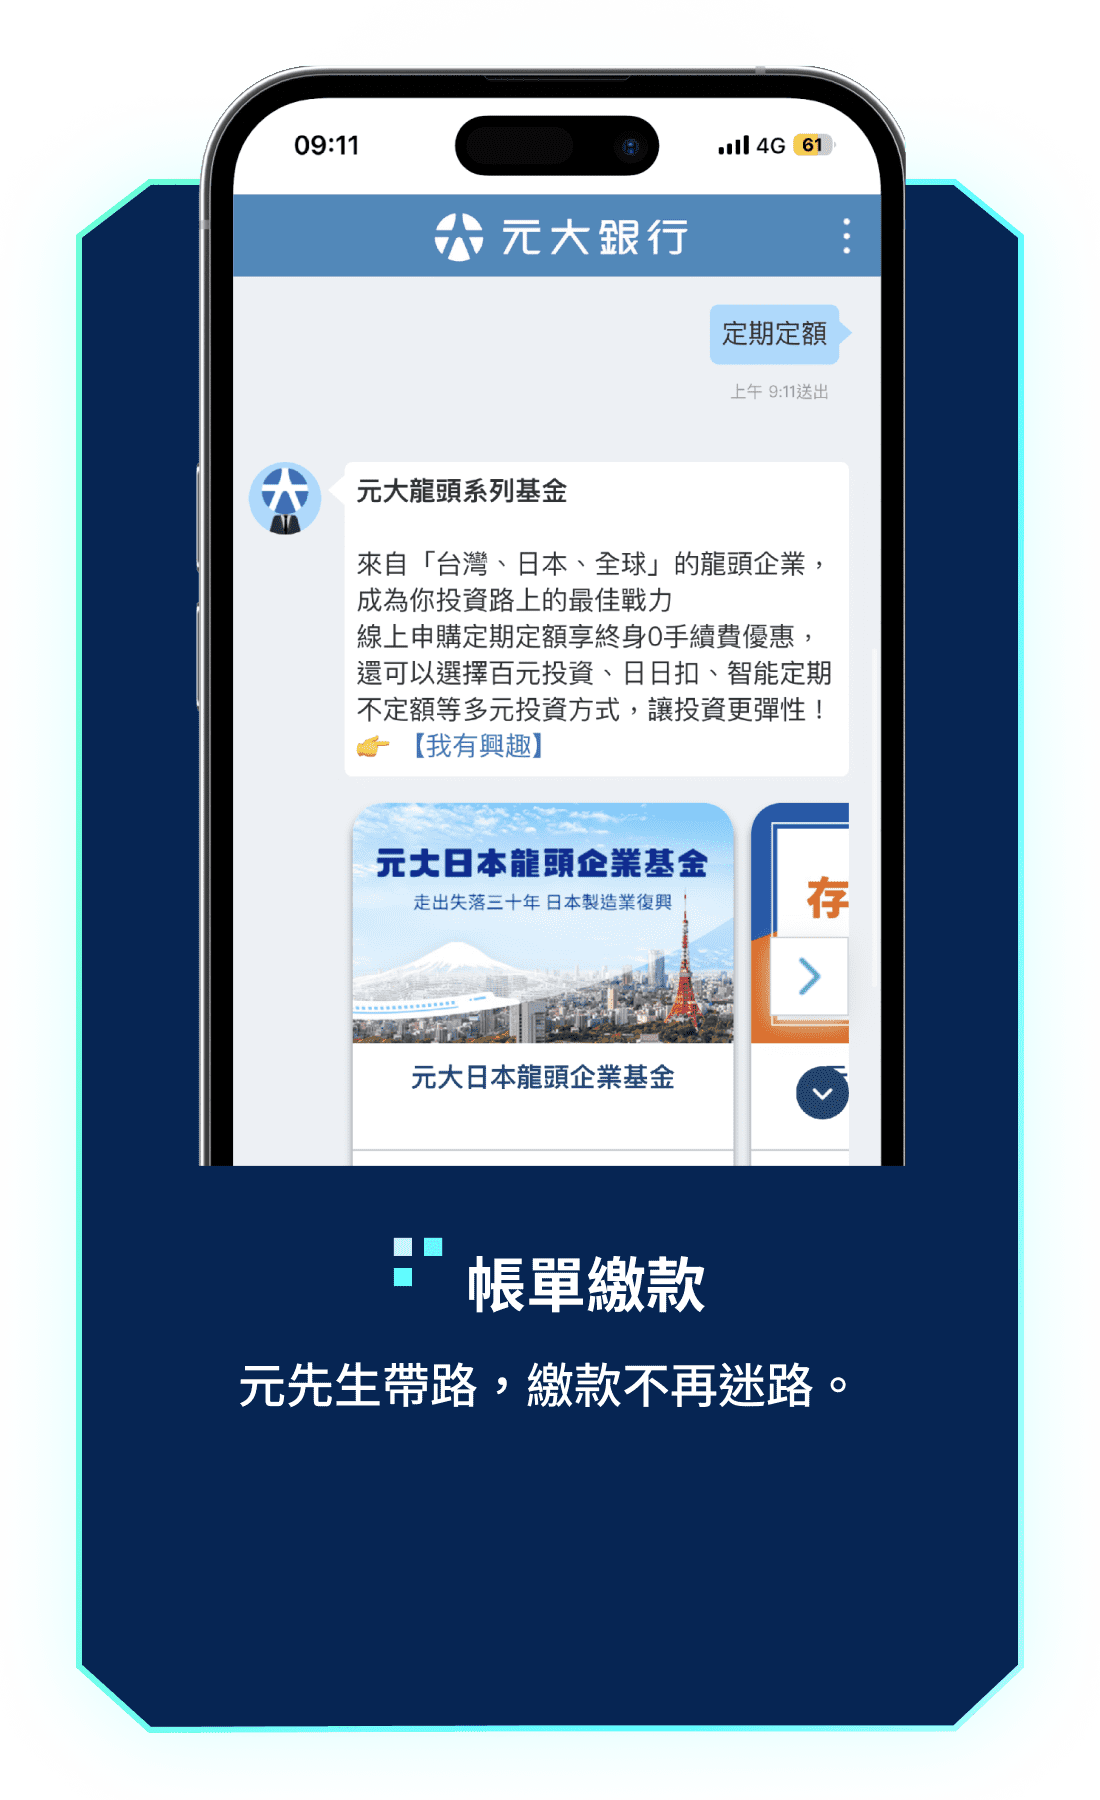 09:11
4G 61
元大銀行
定期定額
上午 9:11送出
元大龍頭系列基金
來自「台灣、日本、全球」的龍頭企業，
成為你投資路上的最佳戰力
線上申購定期定額享終身0手續費優惠，
還可以選擇百元投資、日日扣、智能定期
不定額等多元投資方式，讓投資更彈性！
👉 【我有興趣】
元大日本龍頭企業基金
走出失落三十年 日本製造業復興
存
元大日本龍頭企業基金
帳單繳款
元先生帶路，繳款不再迷路。